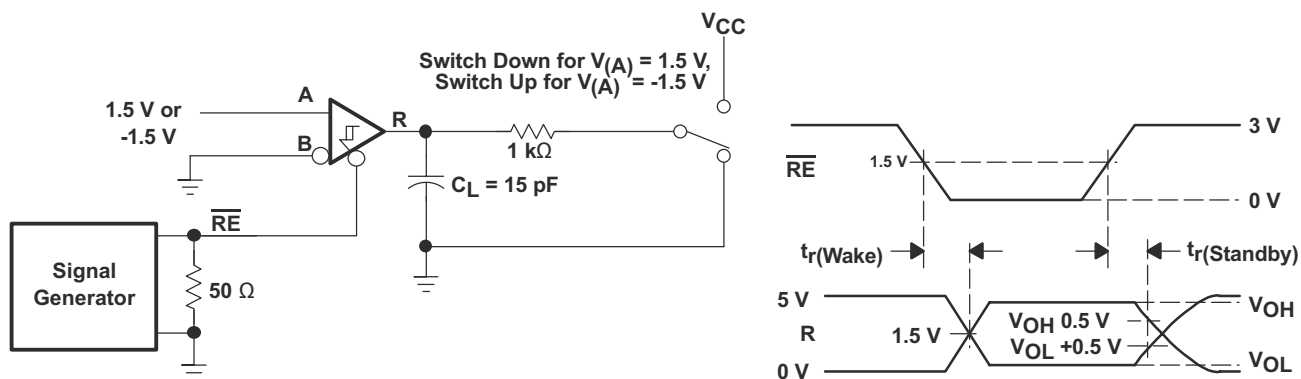 VCC
Switch Down for V(A) = 1.5 V,
Switch Up for V(A) = -1.5 V
A
1.5 V or
-1.5 V
B
R
1 kΩ
CL = 15 pF
RE
Signal
Generator
50 Ω
3 V
1.5 V
RE
0 V
tr(Wake)
tr(Standby)
5 V
R
0 V
1.5 V
VOH 0.5 V
VOL +0.5 V
VOH
VOL